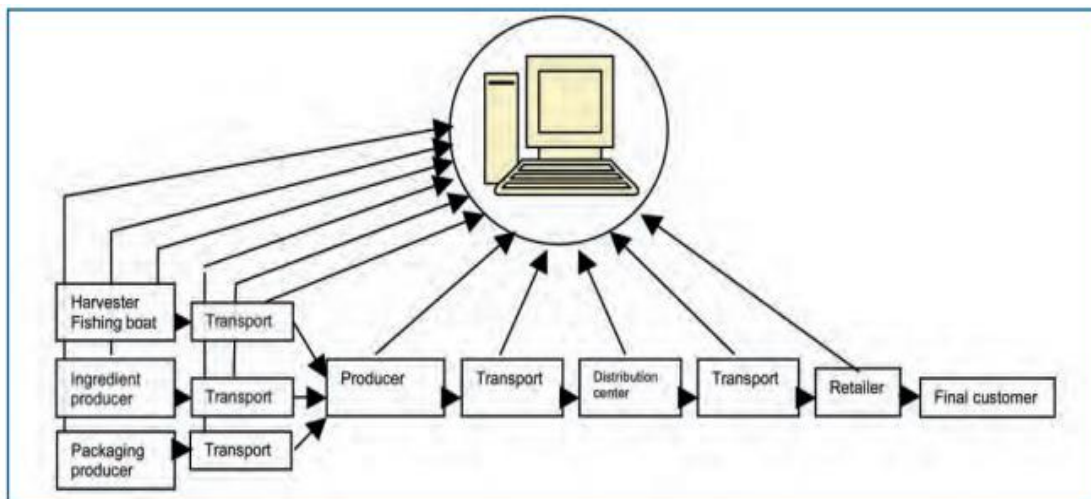 Harvester
Fishing boat
Transport
Ingredient
producer
Transport
Packaging
producer
Transport
Producer
Transport
Distribution
center
Transport
Retailer
Final customer